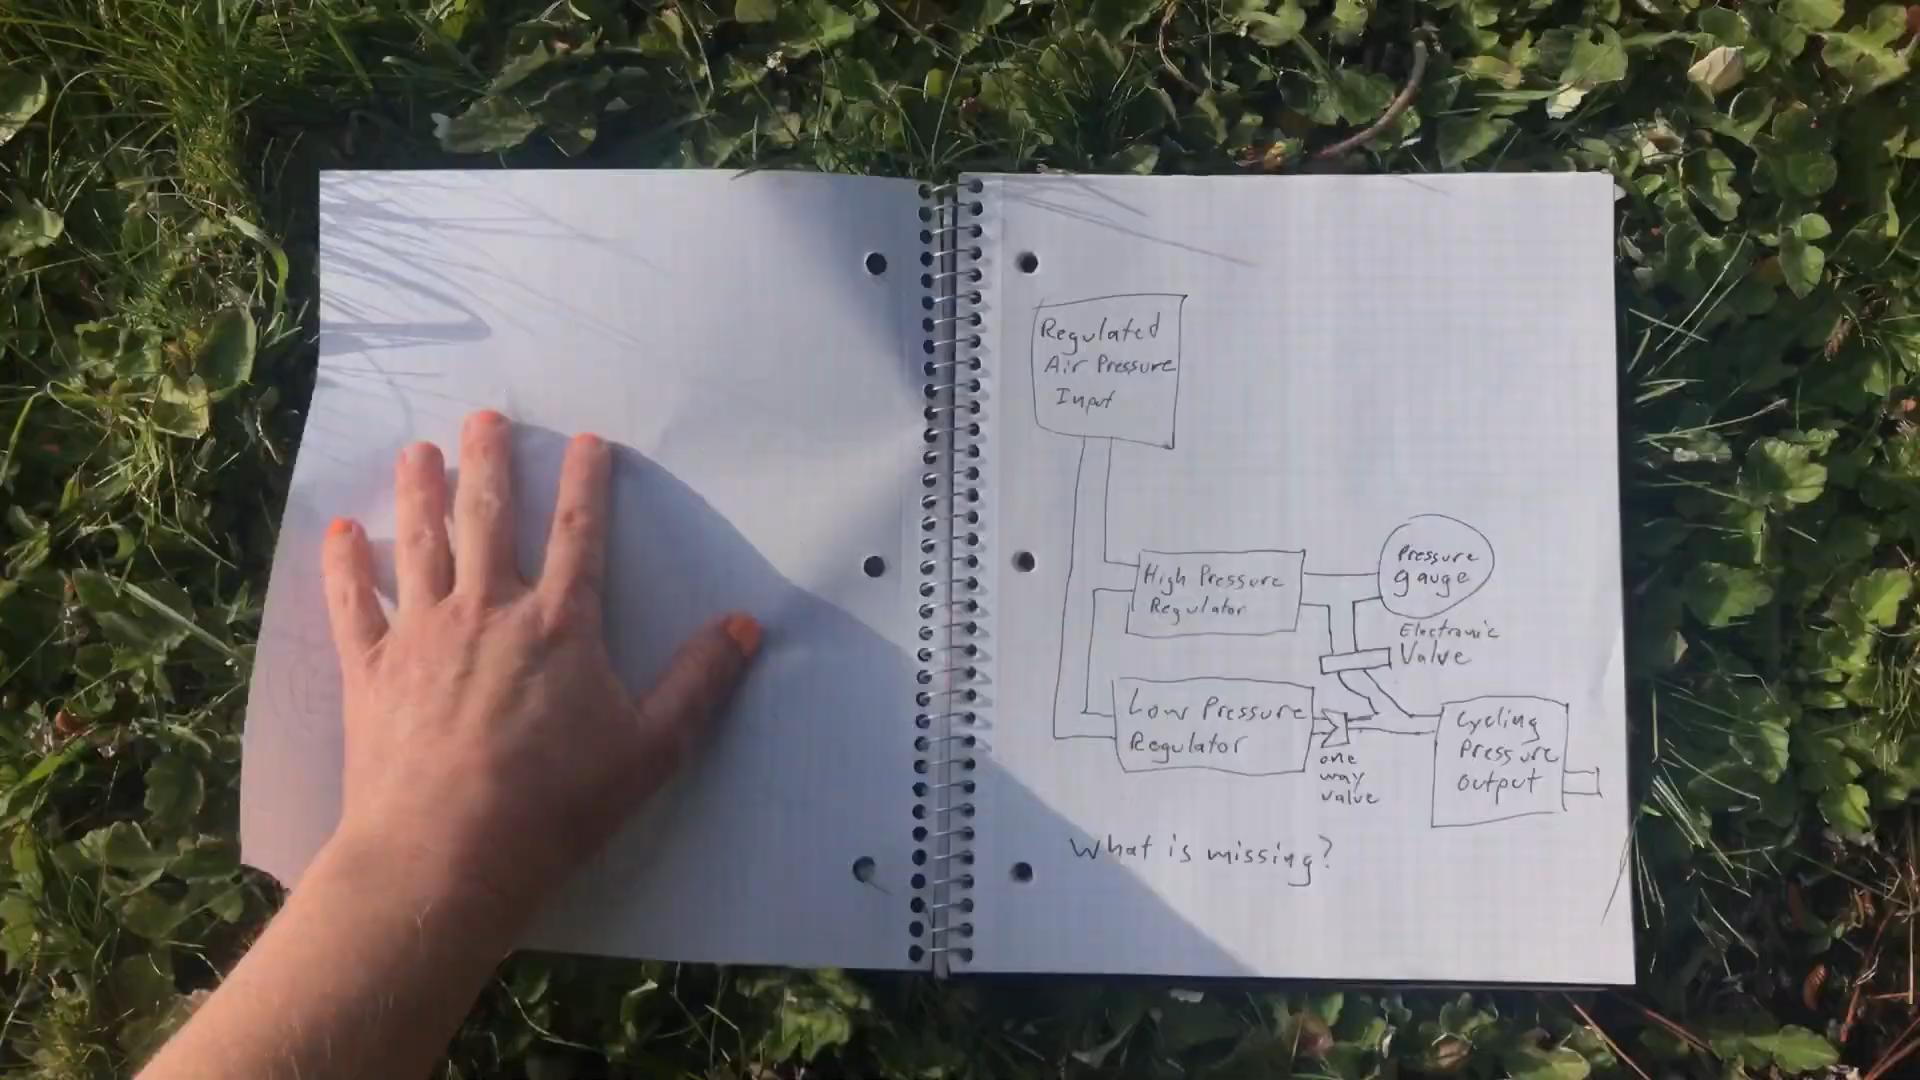 Regulated
Air Pressure
Input
High Pressure
Regulator
Pressure
gauge
Electronic
Valve
Low Pressure
Regulator
one
way
valve
Cycling
Pressure
output
What is missing?